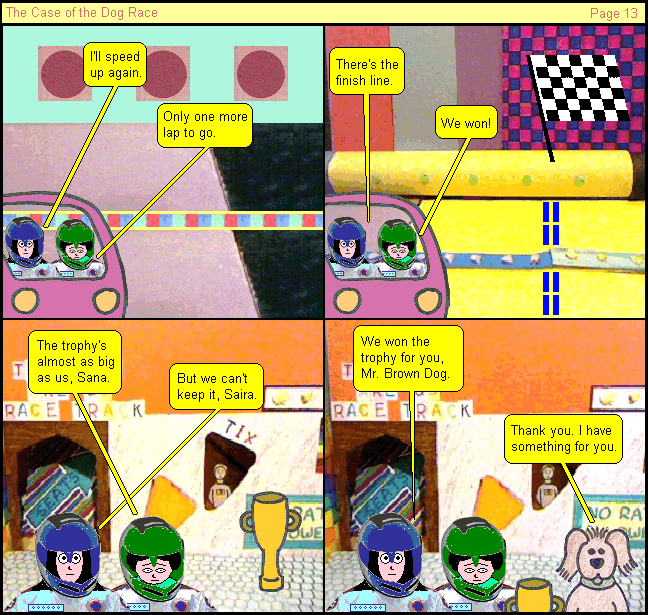 The Case of the Dog Race
Page 13
I'll speed
up again.
Only one more
lap to go.
There's the
finish line.
We won!
The trophy's
almost as big
as us, Sana.
But we can't
keep it, Saira.
RACE TRACK
TIX
SEATS
We won the
trophy for you,
Mr. Brown Dog.
Thank you. I have
something for you.
RACE TRACK
SEATS
NO RA